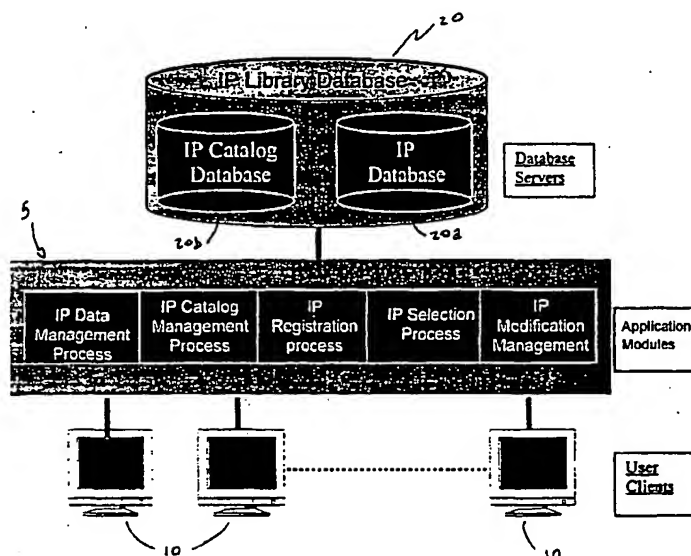 20
IP Library Database
IP Catalog
Database
IP
Database
Database
Servers
20b
20a
5
IP Data
Management
Process
IP Catalog
Management
Process
IP
Registration
process
IP Selection
Process
IP
Modification
Management
Application
Modules
User
Clients
10
10